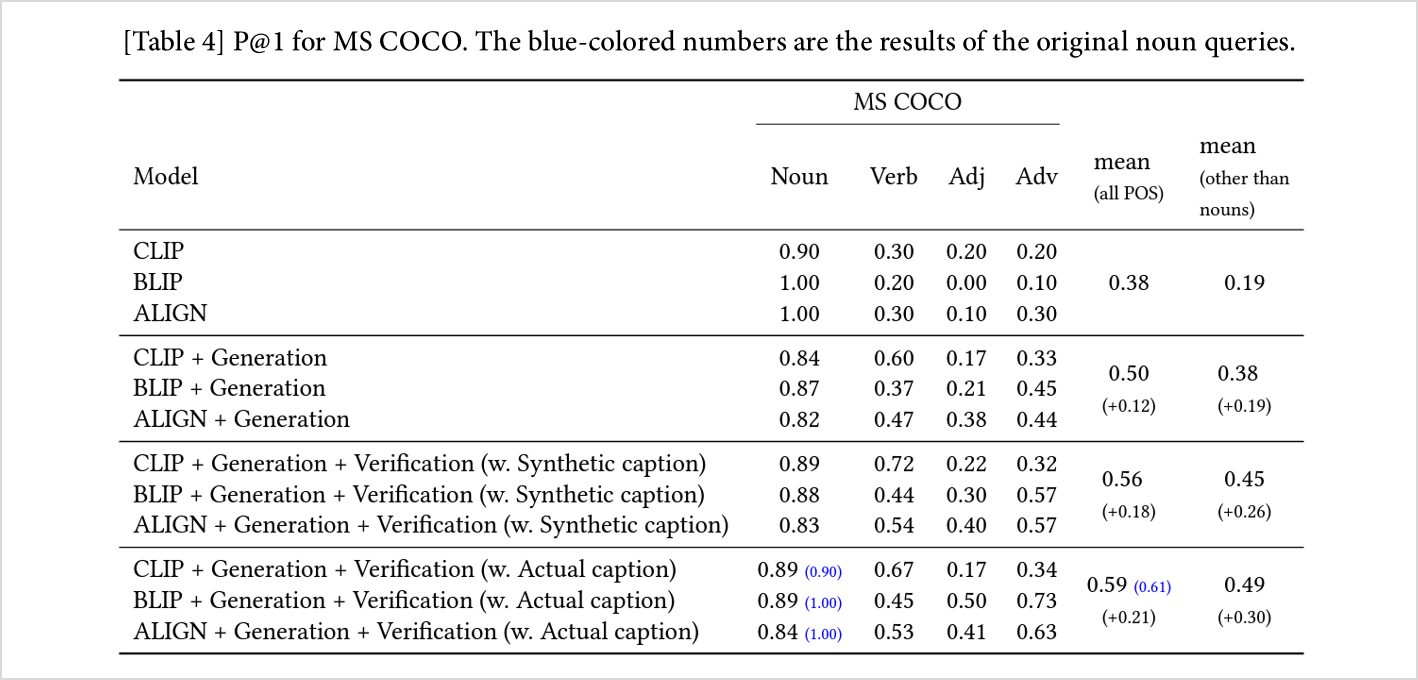 [Table 4] P@1 for MS COCO. The blue-colored numbers are the results of the original noun queries.
MS COCO
Model Noun Verb Adj Adv mean (all POS) mean (other than nouns)
CLIP 0.90 0.30 0.20 0.20
BLIP 1.00 0.20 0.00 0.10 0.38 0.19
ALIGN 1.00 0.30 0.10 0.30
CLIP + Generation 0.84 0.60 0.17 0.33
0.50 0.38
BLIP + Generation 0.87 0.37 0.21 0.45
(+0.12) (+0.19)
ALIGN + Generation 0.82 0.47 0.38 0.44
CLIP + Generation + Verification (w. Synthetic caption) 0.89 0.72 0.22 0.32
0.56 0.45
BLIP + Generation + Verification (w. Synthetic caption) 0.88 0.44 0.30 0.57
(+0.18) (+0.26)
ALIGN + Generation + Verification (w. Synthetic caption) 0.83 0.54 0.40 0.57
CLIP + Generation + Verification (w. Actual caption) 0.89 (0.90) 0.67 0.17 0.34
0.59 (0.61) 0.49
BLIP + Generation + Verification (w. Actual caption) 0.89 (1.00) 0.45 0.50 0.73
(+0.21) (+0.30)
ALIGN + Generation + Verification (w. Actual caption) 0.84 (1.00) 0.53 0.41 0.63